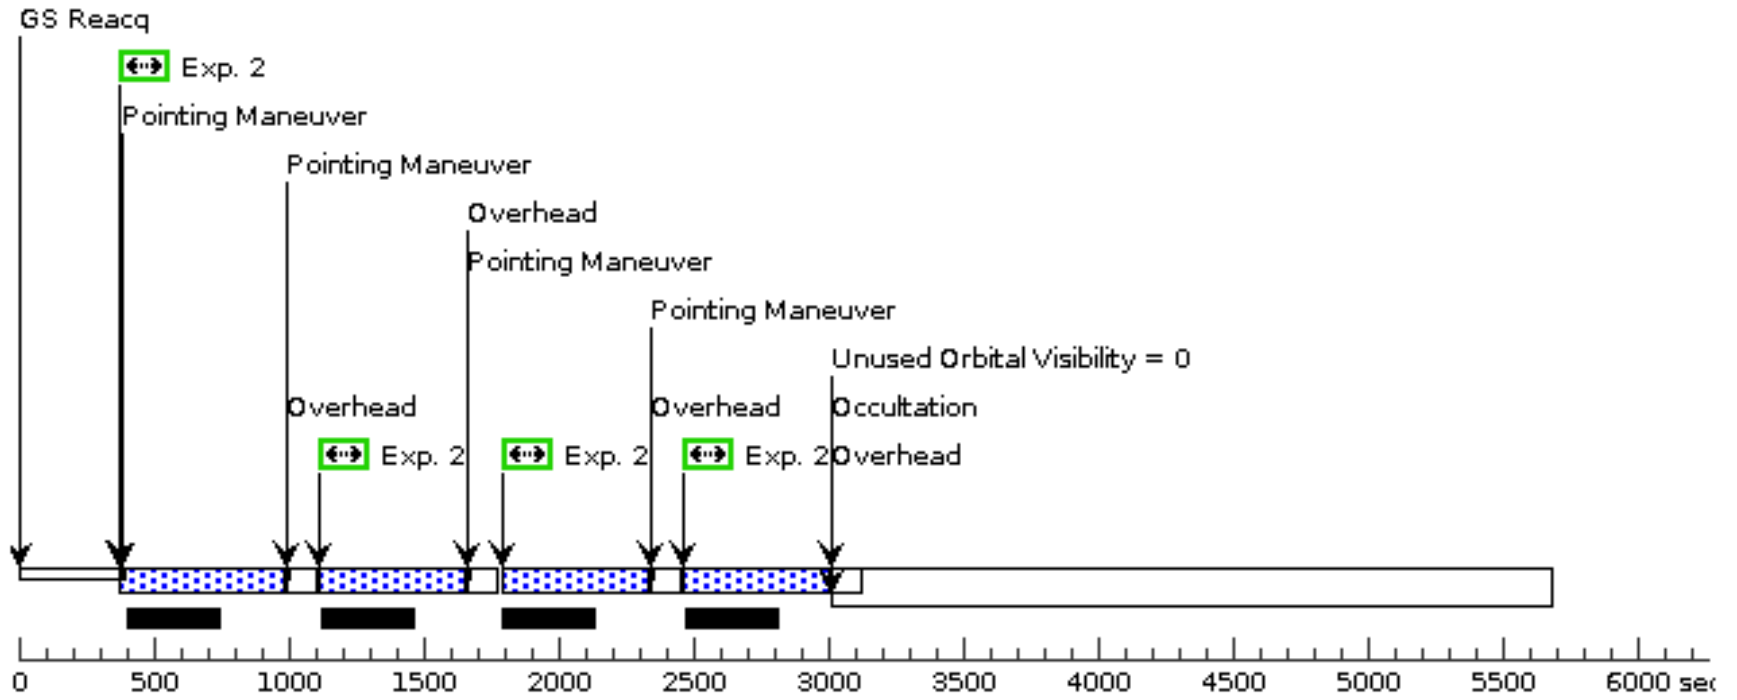 GS Reacq
Exp. 2
Pointing Maneuver
Pointing Maneuver
Overhead
Pointing Maneuver
Pointing Maneuver
Unused Orbital Visibility = 0
Overhead Overhead Occultation
Exp. 2 Exp. 2 Exp. 2 Overhead
0 500 1000 1500 2000 2500 3000 3500 4000 4500 5000 5500 6000 sec